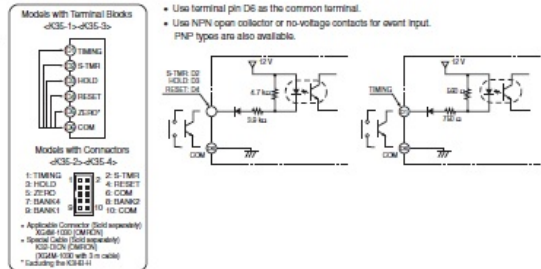 Models with Terminal Blocks
<K35-1><K35-3>
TIMING
S-TMR
HOLD
RESET
ZERO*
COM
Models with Connectors
<K35-2><K35-4>
1: TIMING
2: S-TMR
3: HOLD
4: RESET
5: ZERO
6: COM
7: BANK4
8: BANK2
9: BANK1
10: COM
1
2
9
10
• Applicable Connector (Sold separately)
XG4M-1030 (OMRON)
• Special Cable (Sold separately)
K32-DICN (OMRON)
(XG4M-1030 with 3 m cable)
* Excluding the K3HB-H
• Use terminal pin D6 as the common terminal.
• Use NPN open collector or no-voltage contacts for event input.
PNP types are also available.
12 V
S-TMR: D2
HOLD: D3
RESET: D4
4.7 kΩ
3.9 kΩ
COM
12 V
TIMING
750 Ω
COM